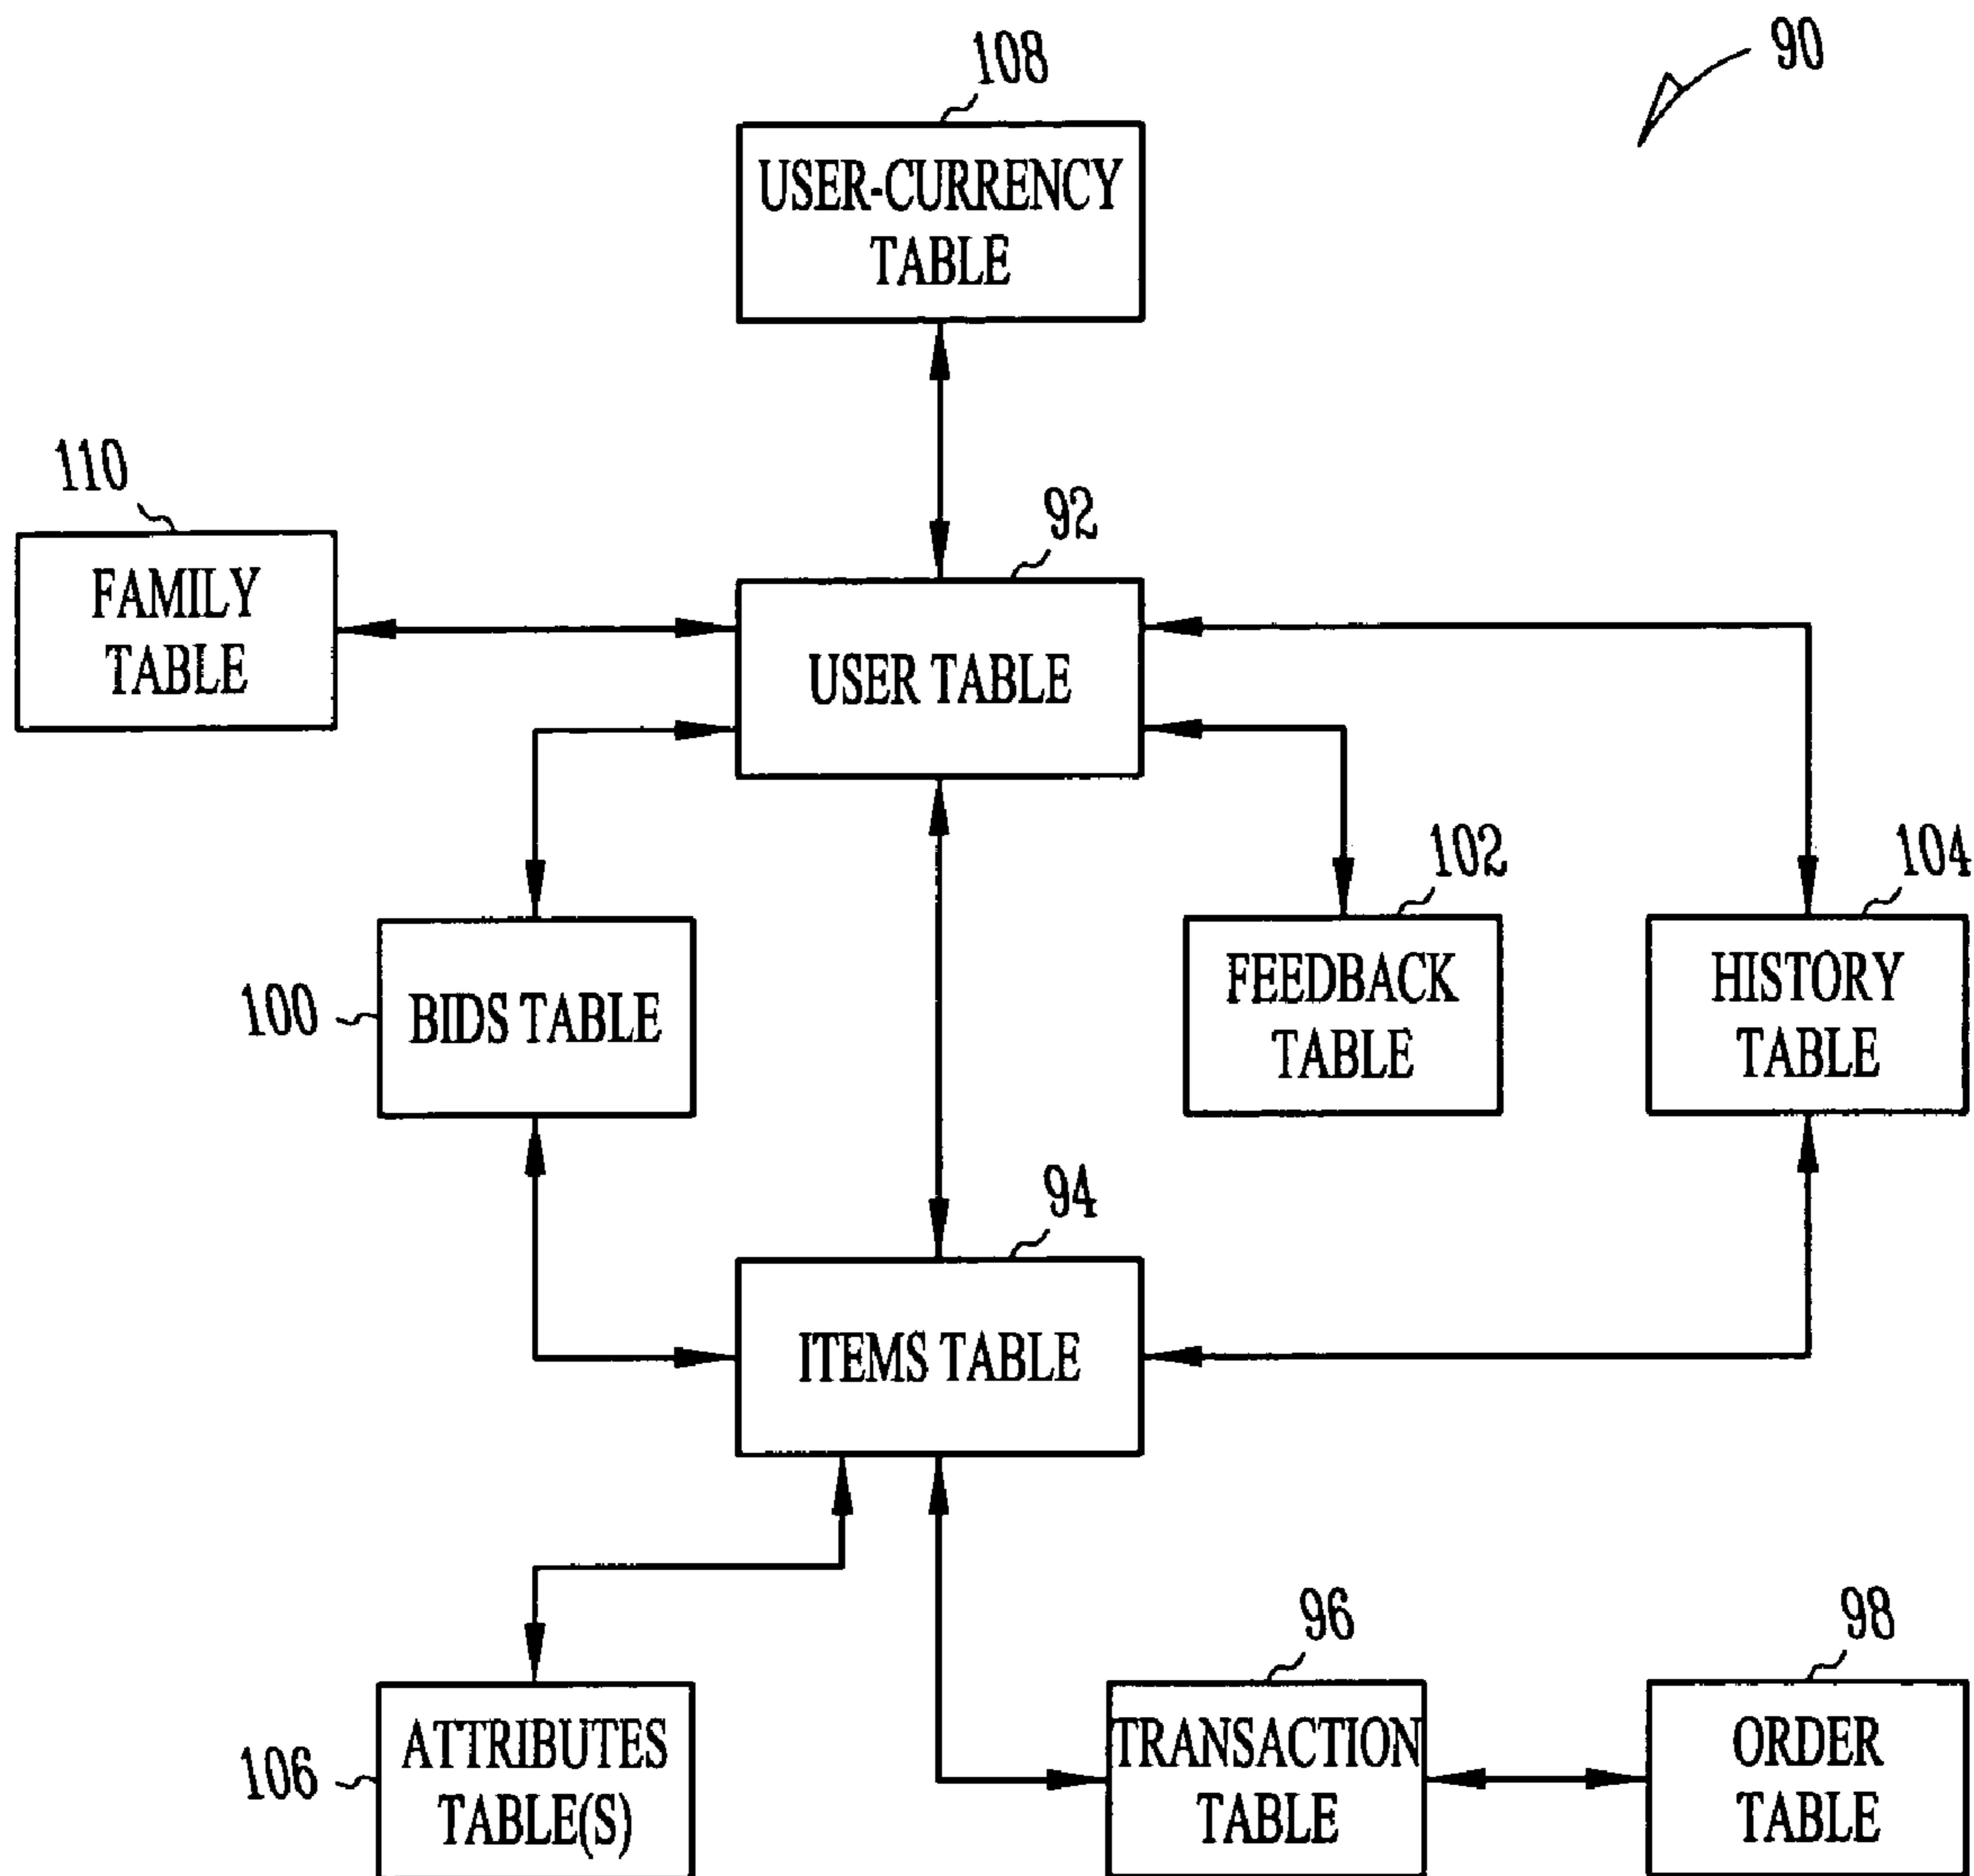 90
108
USER-CURRENCY
TABLE
110
FAMILY
TABLE
92
USER TABLE
100
BIDS TABLE
102
FEEDBACK
TABLE
104
HISTORY
TABLE
94
ITEMS TABLE
106
ATTRIBUTES
TABLE(S)
96
TRANSACTION
TABLE
98
ORDER
TABLE